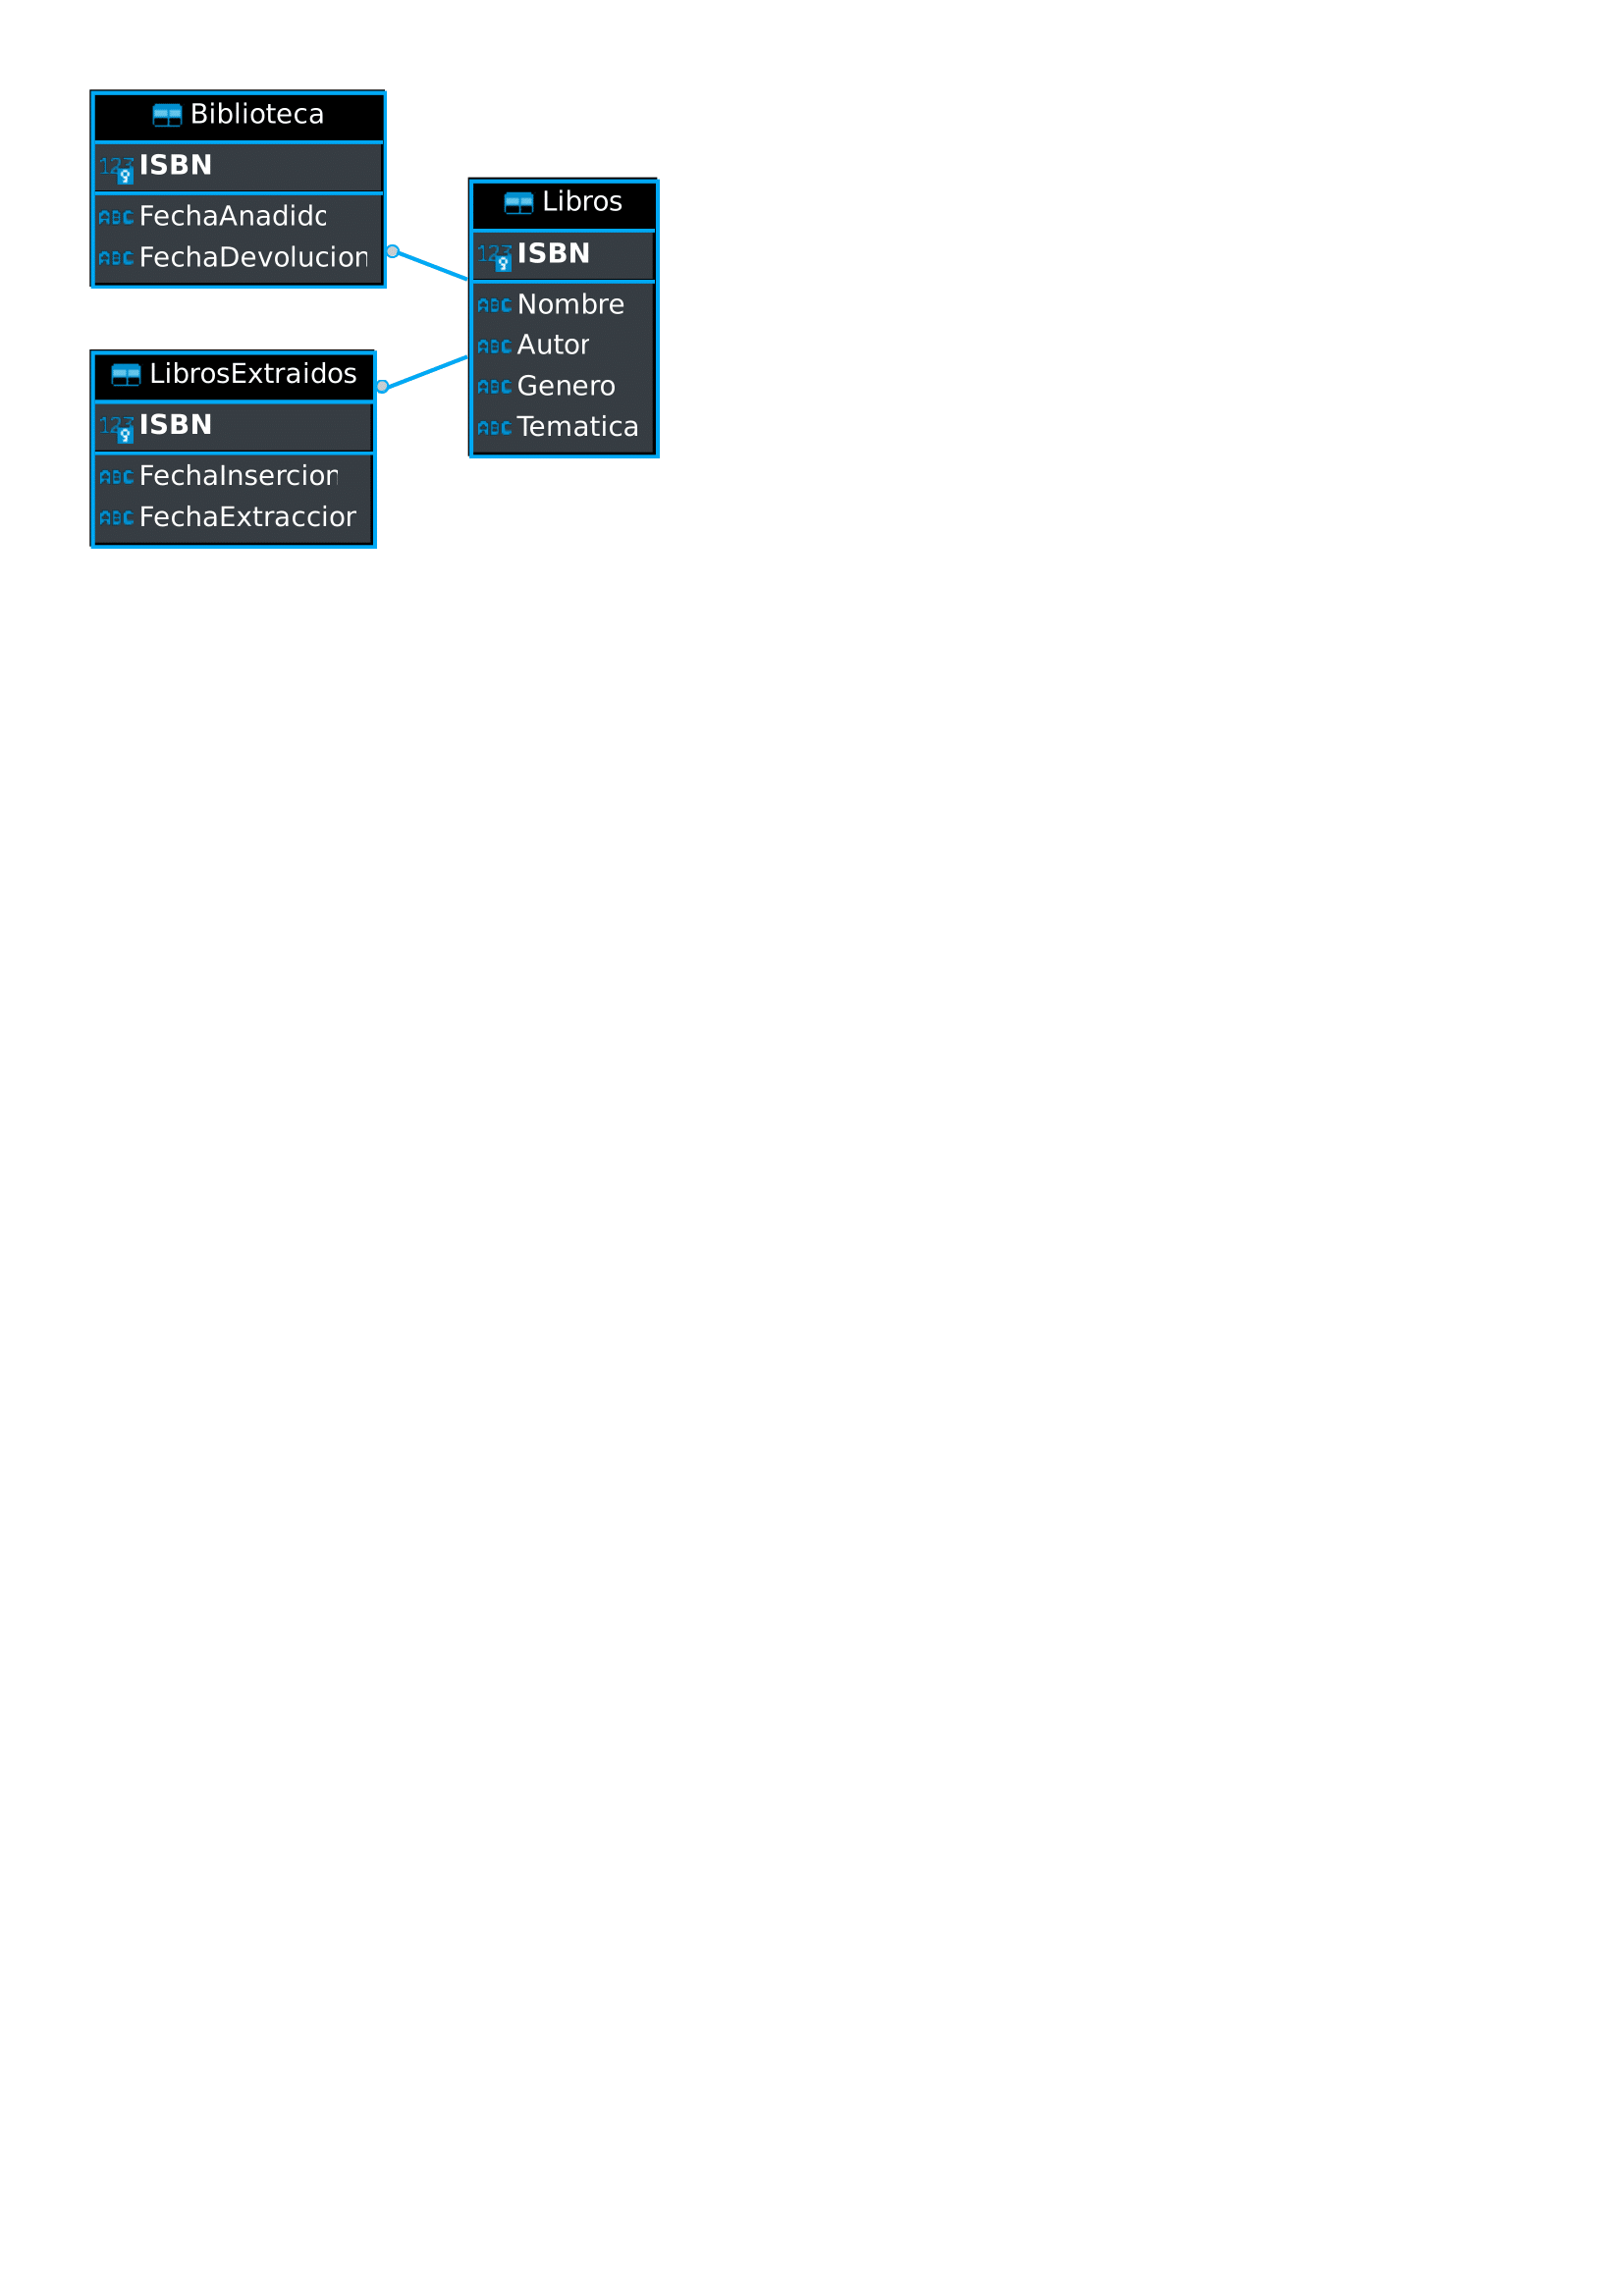 Biblioteca
123 ISBN
ABC FechaAnadido
ABC FechaDevolucion
LibrosExtraidos
123 ISBN
ABC FechaInsercion
ABC FechaExtraccion
Libros
123 ISBN
ABC Nombre
ABC Autor
ABC Genero
ABC Tematica